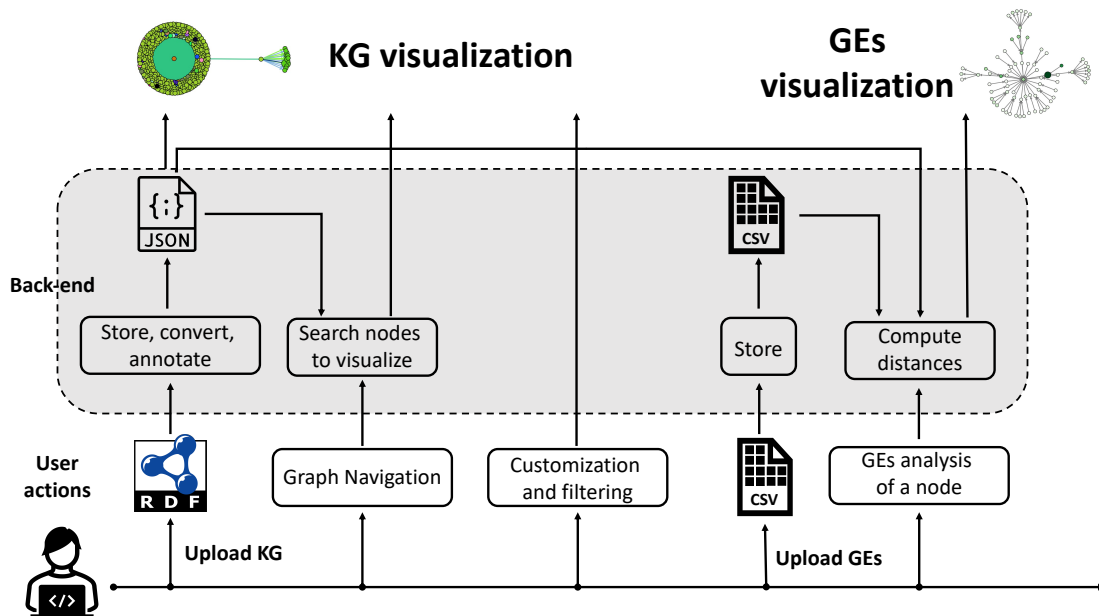 KG visualization
GEs
visualization
{;}
JSON
CSV
Back-end
Store, convert,
annotate
Search nodes
to visualize
Store
Compute
distances
User
actions
R D F
Graph Navigation
Customization
and filtering
CSV
GEs analysis
of a node
Upload KG
Upload GEs
</>